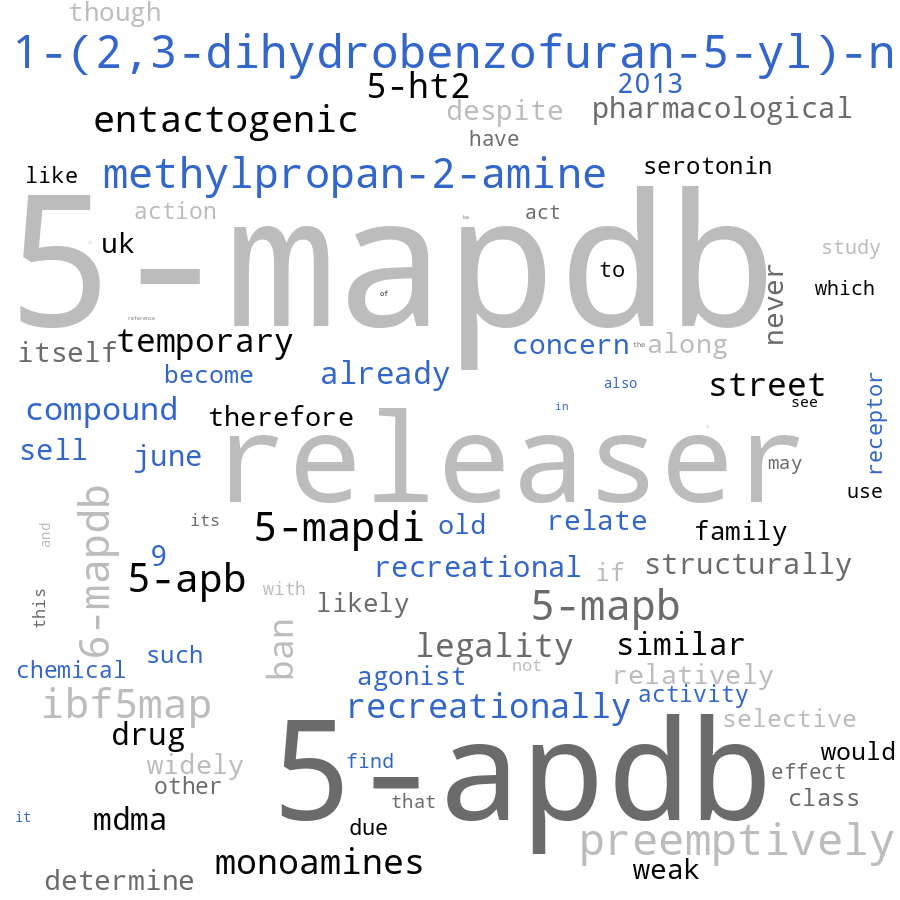 though
1-(2,3-dihydrobenzofuran-5-yl)-n
5-ht2
2013
entactogenic
despite
pharmacological
have
like
methylpropan-2-amine
serotonin
5-mapdb
action
be
act
uk
to
study
of
never
which
reference
itself
temporary
concern
the
along
become
already
also
street
see
compound
therefore
in
receptor
sell
june
releaser
may
use
6-mapdb
and
its
5-mapdi
old
relate
family
9
5-apb
recreational
if
structurally
this
with
likely
5-mapb
ban
legality
similar
chemical
such
agonist
not
relatively
ibf5map
recreationally
activity
selective
drug
5-apdb
would
widely
find
effect
other
that
class
it
mdma
due
preemptively
monoamines
weak
determine